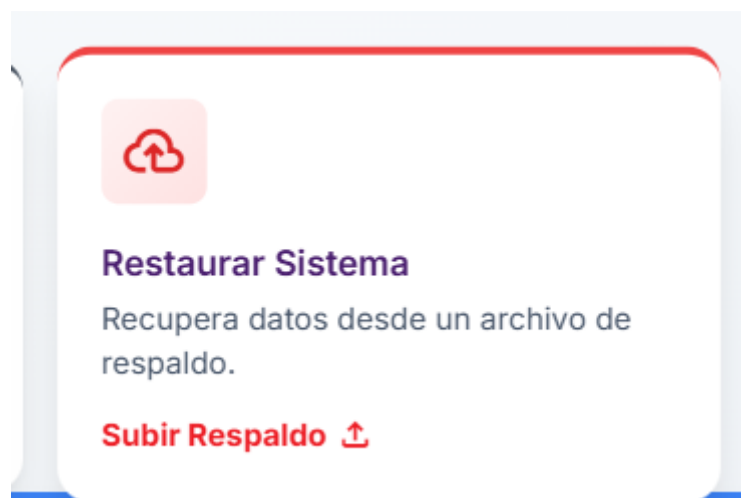 Restaurar Sistema
Recupera datos desde un archivo de
respaldo.
Subir Respaldo